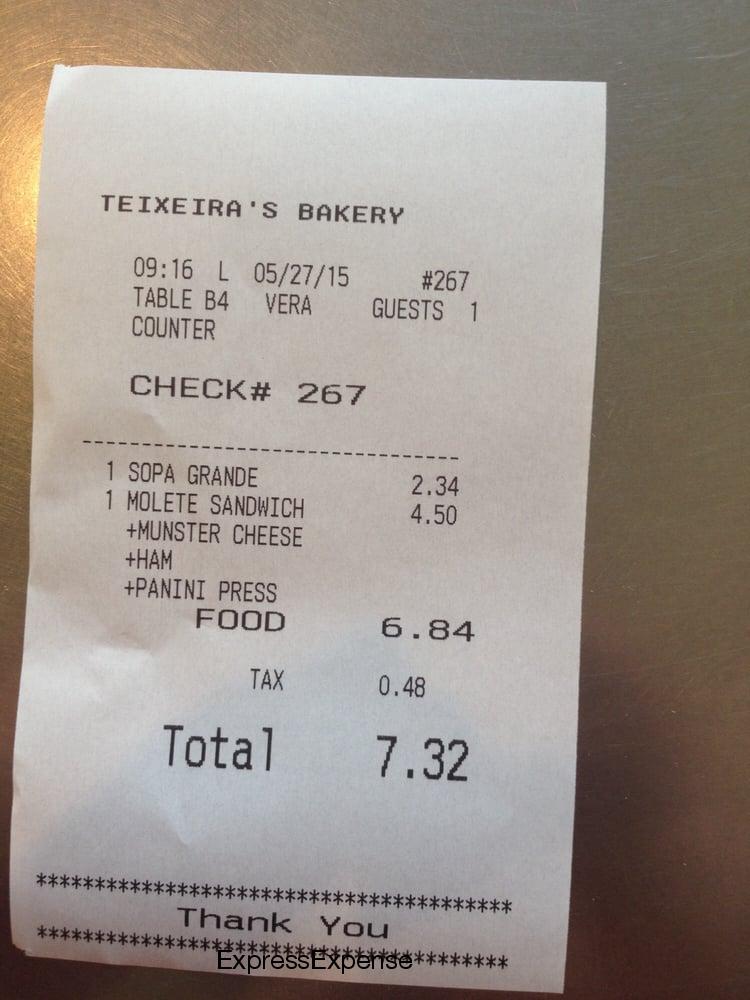 TEIXEIRA'S BAKERY
09:16 L 05/27/15 #267
TABLE B4 VERA GUESTS 1
COUNTER
CHECK# 267
--------------------------------------
1 SOPA GRANDE 2.34
1 MOLETE SANDWICH 4.50
+MUNSTER CHEESE
+HAM
+PANINI PRESS
FOOD 6.84
TAX 0.48
Total 7.32
****************************************
Thank You
****************************************
ExpressExpense